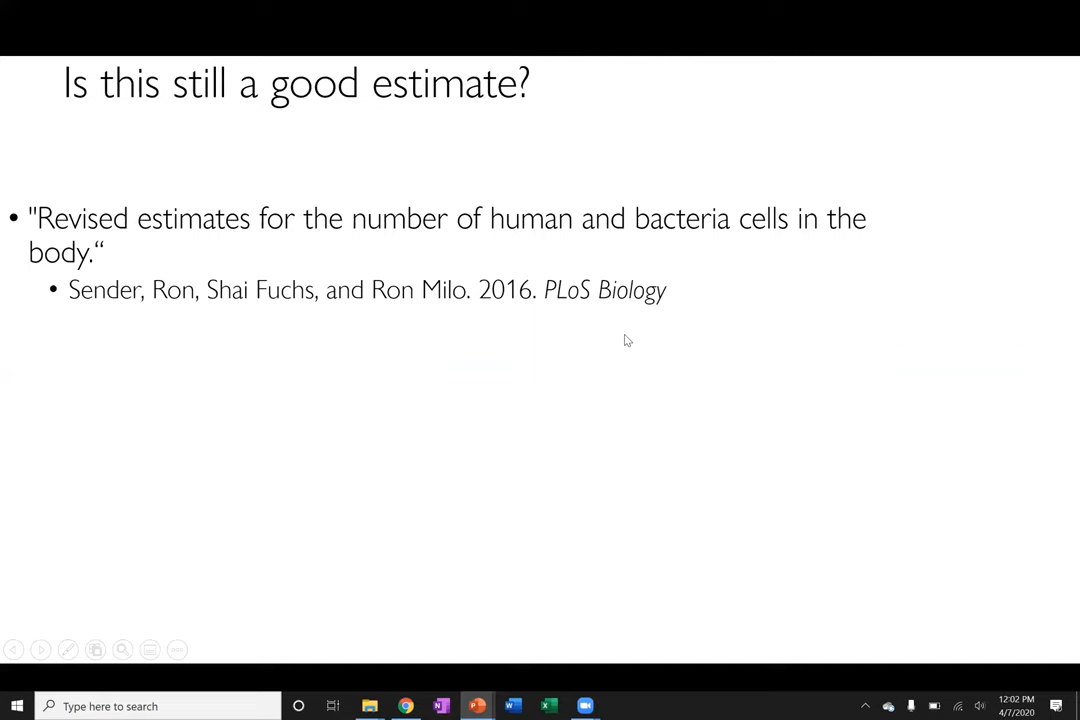 Is this still a good estimate?
• "Revised estimates for the number of human and bacteria cells in the
body.“
• Sender, Ron, Shai Fuchs, and Ron Milo. 2016. PLoS Biology
Type here to search
12:02 PM
4/7/2020